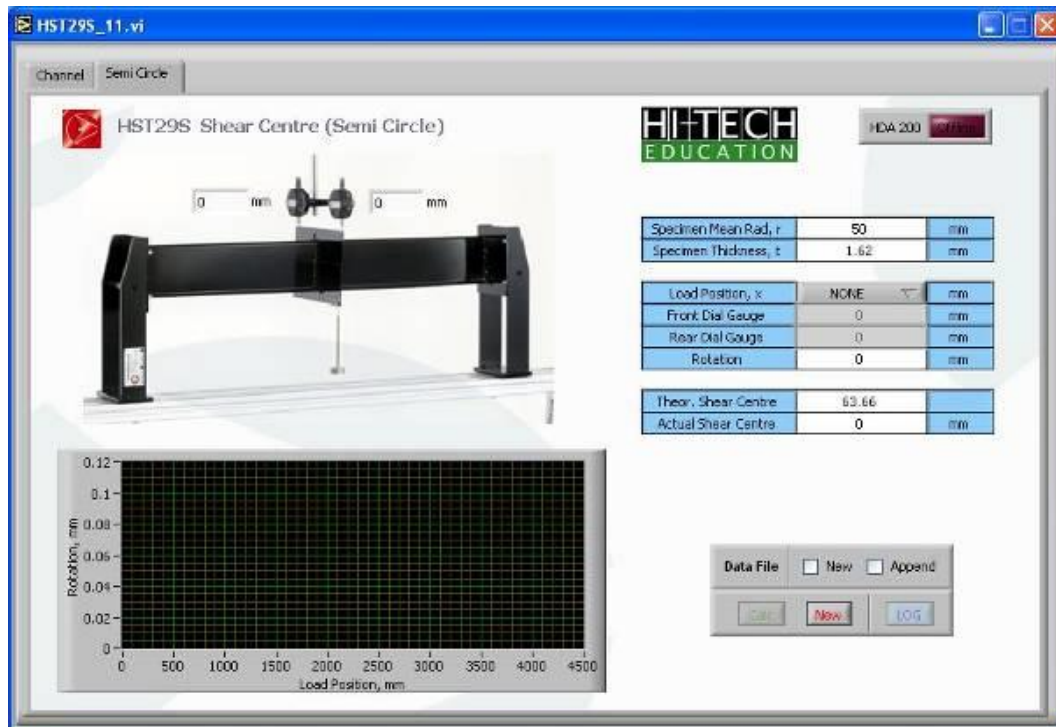 HST29S_11.vi
Channel
Semi Circle
HST29S Shear Centre (Semi Circle)
HI-TECH
EDUCATION
HDA 200
0 mm
0 mm
Specimen Mean Rad, r 50 mm
Specimen Thickness, t 1.62 mm
Load Position, x NONE mm
Front Dial Gauge 0 mm
Rear Dial Gauge 0 mm
Rotation 0 mm
Theor. Shear Centre 63.66
Actual Shear Centre 0 mm
Rotation, mm
0.12
0.1
0.08
0.06
0.04
0.02
0
0 500 1000 1500 2000 2500 3000 3500 4000 4500
Load Position, mm
Data File New Append
New LOG